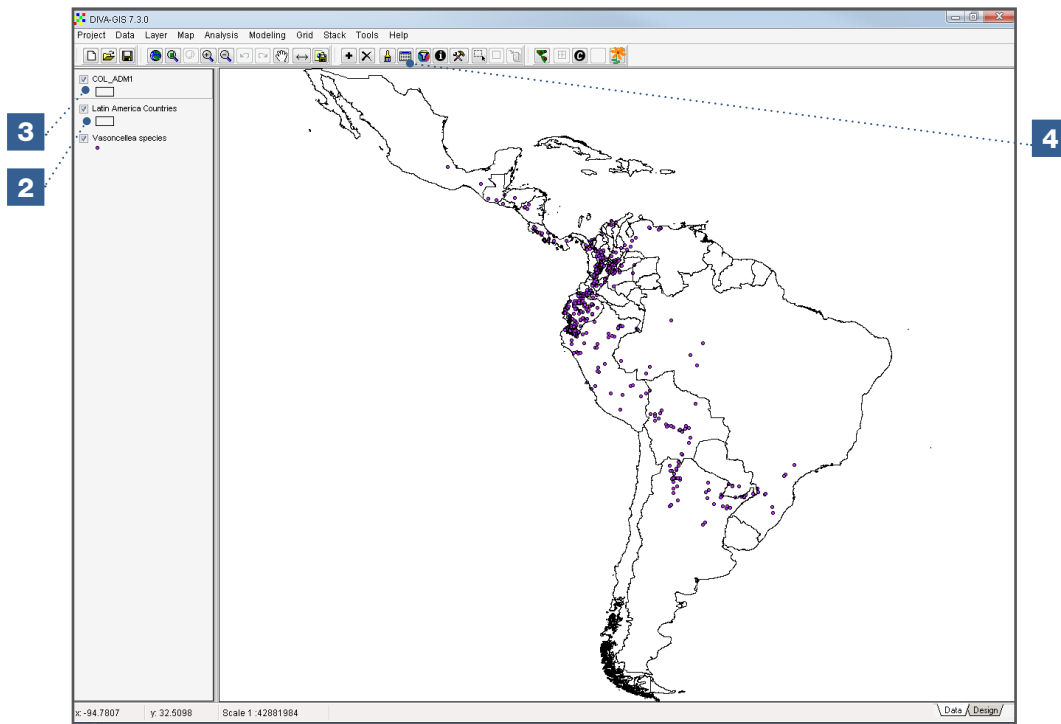 DIVA-GIS 7.3.0
Project Data Layer Map Analysis Modeling Grid Stack Tools Help
COL_ADM1
Latin America Countries
Vasoncellea species
3
2
4
x: -94.7807 y: 32.5098 Scale 1 :42881984 Data Design